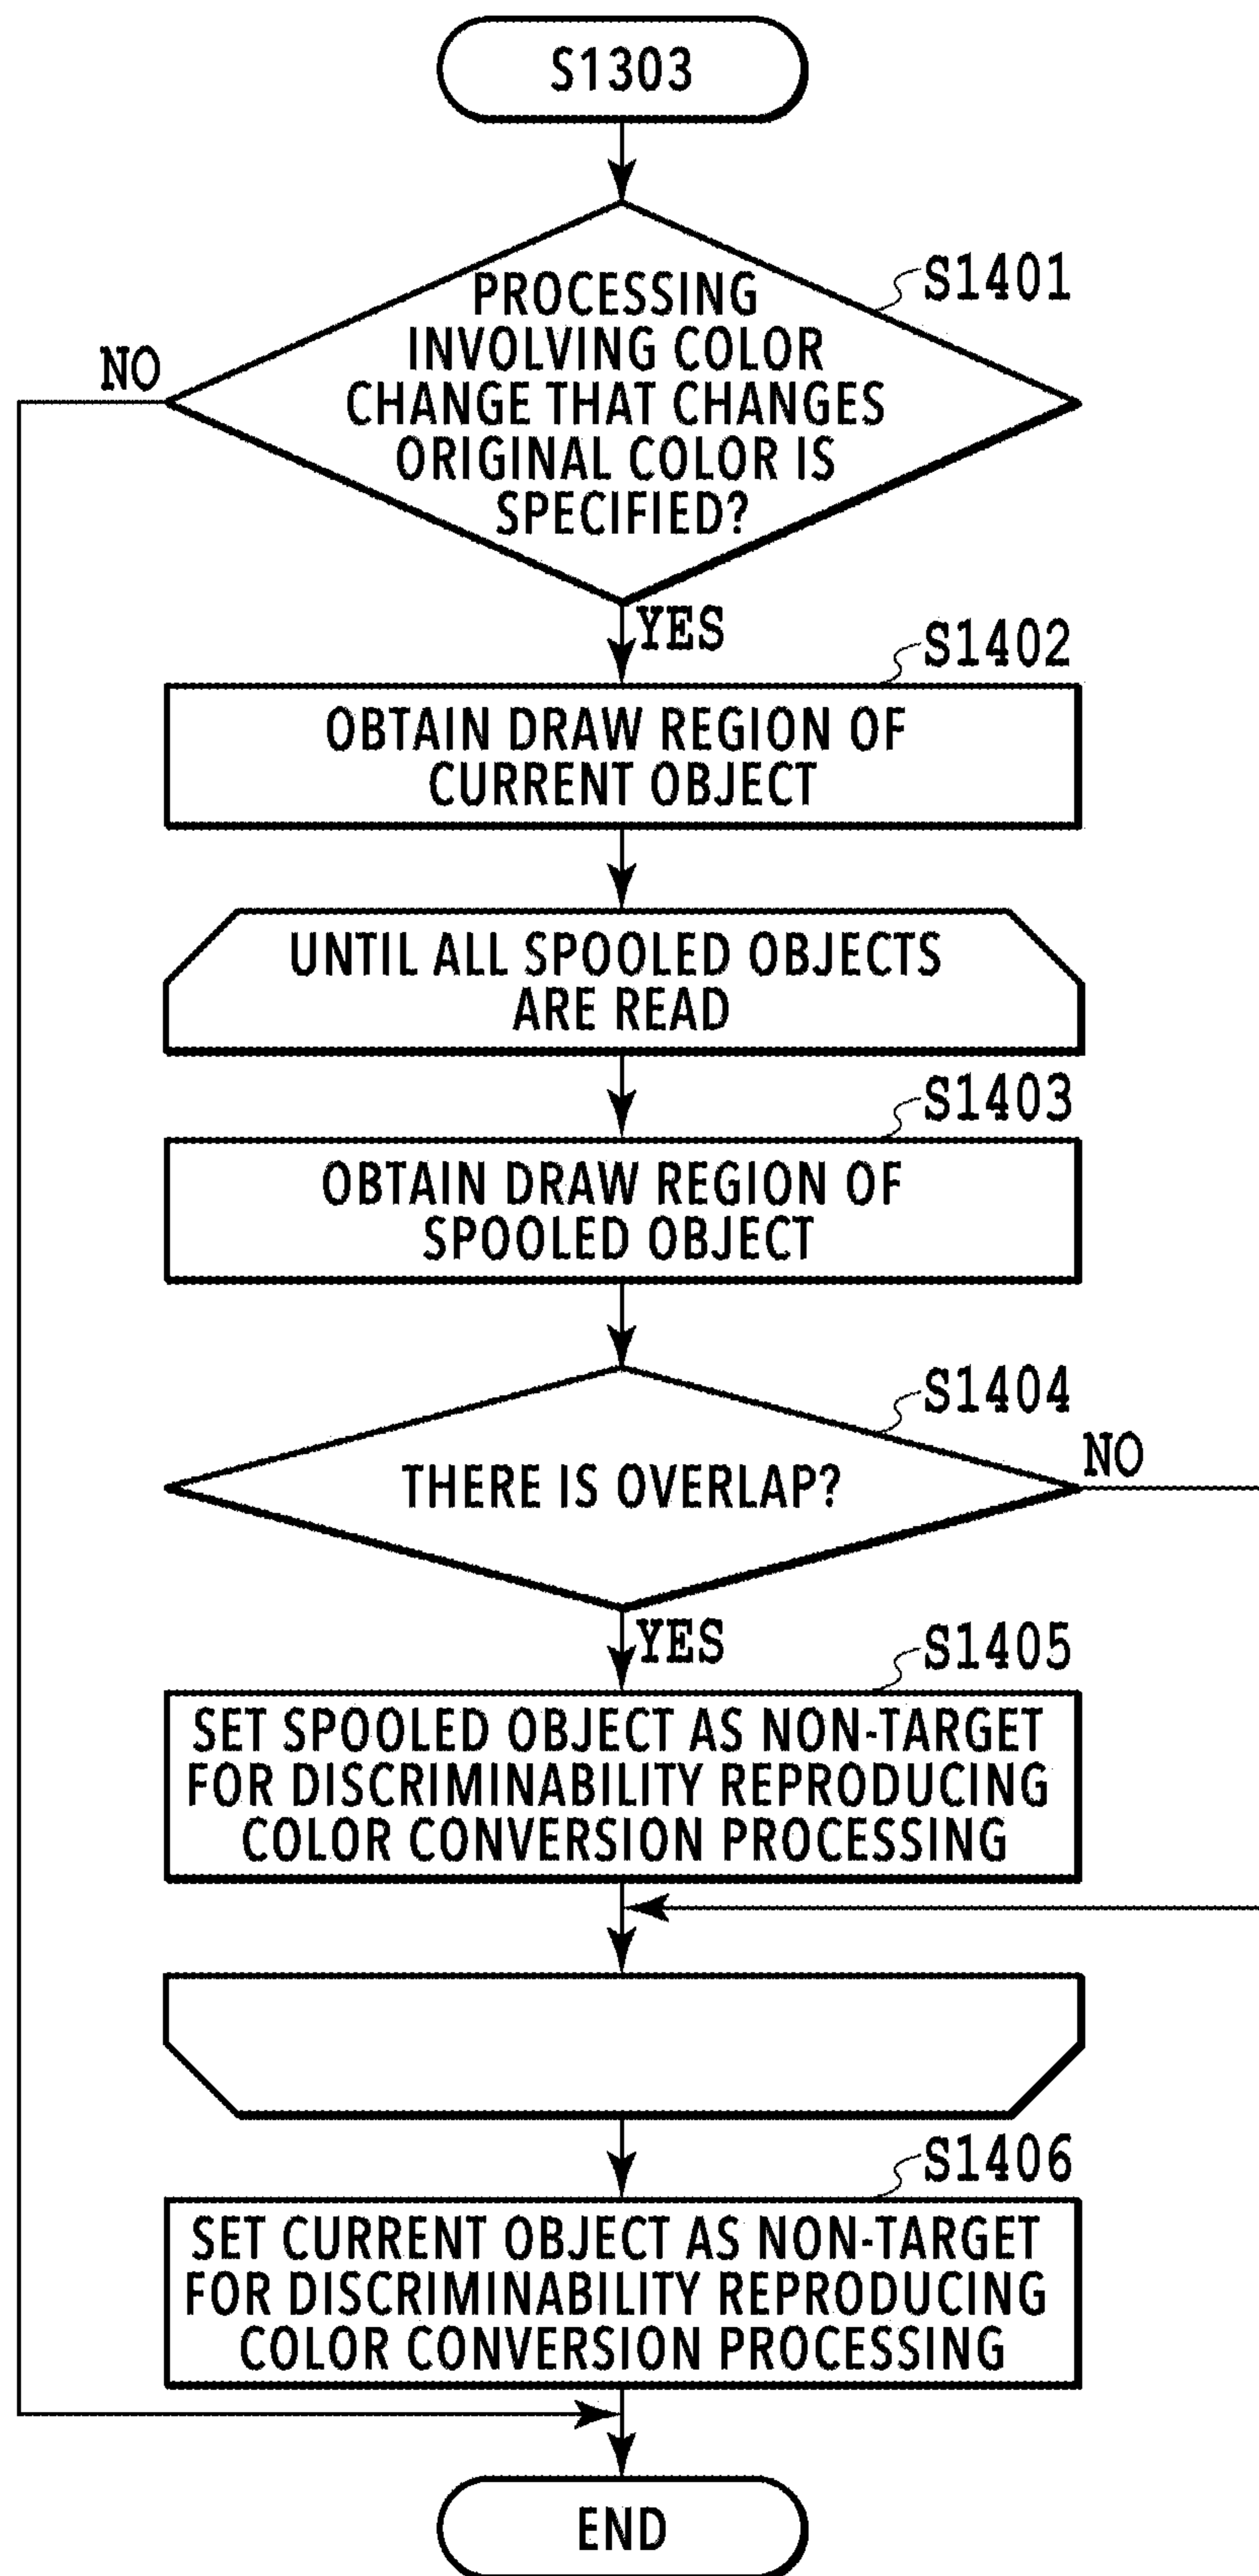 S1303
S1401
PROCESSING
INVOLVING COLOR
CHANGE THAT CHANGES
ORIGINAL COLOR IS
SPECIFIED?
NO
YES
S1402
OBTAIN DRAW REGION OF
CURRENT OBJECT
UNTIL ALL SPOOLED OBJECTS
ARE READ
S1403
OBTAIN DRAW REGION OF
SPOOLED OBJECT
S1404
THERE IS OVERLAP?
NO
YES
S1405
SET SPOOLED OBJECT AS NON-TARGET
FOR DISCRIMINABILITY REPRODUCING
COLOR CONVERSION PROCESSING
S1406
SET CURRENT OBJECT AS NON-TARGET
FOR DISCRIMINABILITY REPRODUCING
COLOR CONVERSION PROCESSING
END